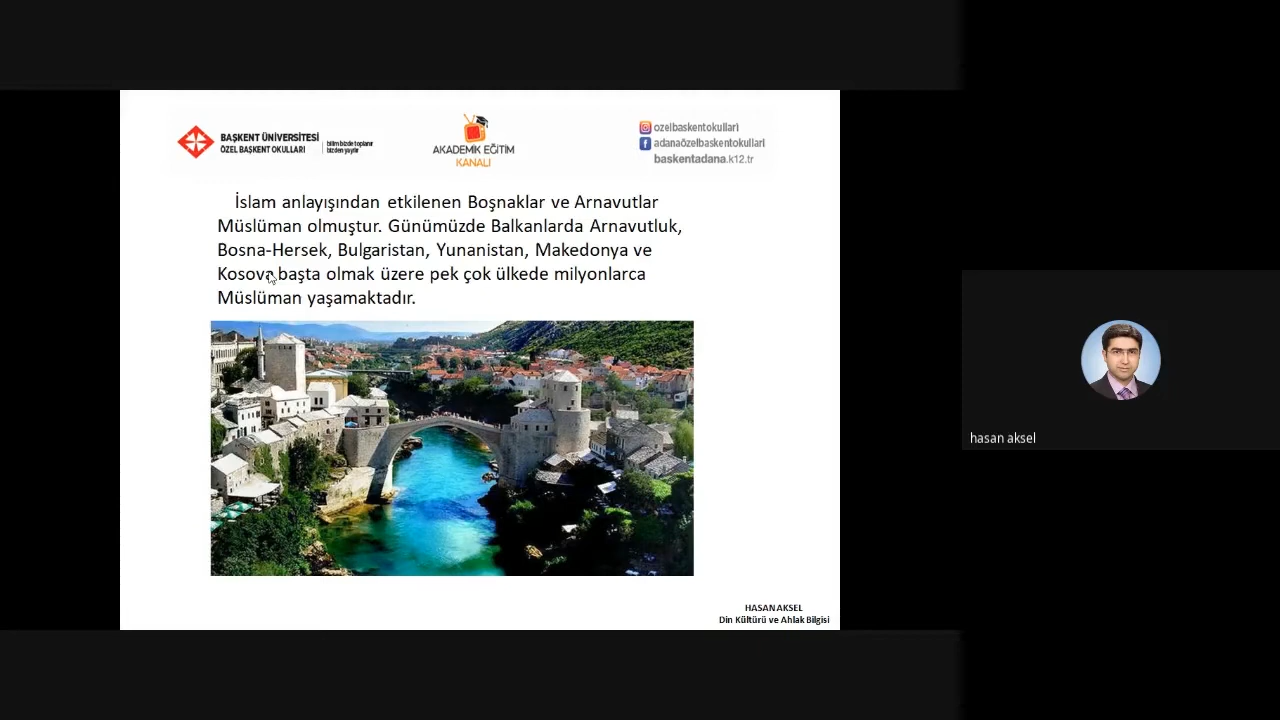 BAŞKENT ÜNİVERSİTESİ
ÖZEL BAŞKENT OKULLARI
bilim bizde toplanır
bizden yayılır
AKADEMİK EĞİTİM
KANALI
ozelbaskentokullari
adanaözelbaskentokullari
baskentadana.k12.tr
İslam anlayışından etkilenen Boşnaklar ve Arnavutlar
Müslüman olmuştur. Günümüzde Balkanlarda Arnavutluk,
Bosna-Hersek, Bulgaristan, Yunanistan, Makedonya ve
Kosova başta olmak üzere pek çok ülkede milyonlarca
Müslüman yaşamaktadır.
HASAN AKSEL
Din Kültürü ve Ahlak Bilgisi
hasan aksel